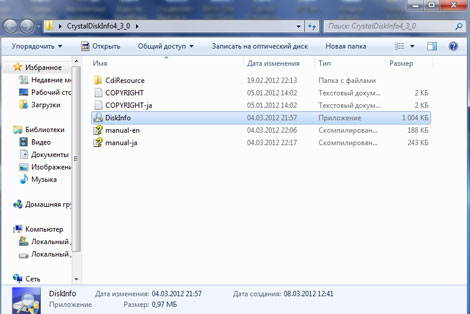 CrystalDiskInfo4_3_0
Поиск: CrystalDiskInfo4_3_0
Упорядочить Открыть Общий доступ Записать на оптический диск Новая папка
Избранное
Недавние ме
Рабочий сто
Загрузки
Библиотеки
Видео
Документы
Изображени
Музыка
Домашняя гру
Компьютер
Локальный д
Локальный д
Сеть
Имя Дата изменения Тип Размер
CdiResource 19.02.2012 22:13 Папка с файлами
COPYRIGHT 05.01.2012 14:02 Текстовый докум... 2 КБ
COPYRIGHT-ja 05.01.2012 14:02 Текстовый докум... 2 КБ
DiskInfo 04.03.2012 21:57 Приложение 1 004 КБ
manual-en 04.03.2012 22:06 Скомпилирован... 188 КБ
manual-ja 04.03.2012 22:17 Скомпилирован... 243 КБ
DiskInfo Дата изменения: 04.03.2012 21:57 Дата создания: 08.03.2012 12:41
Приложение Размер: 0,97 МБ